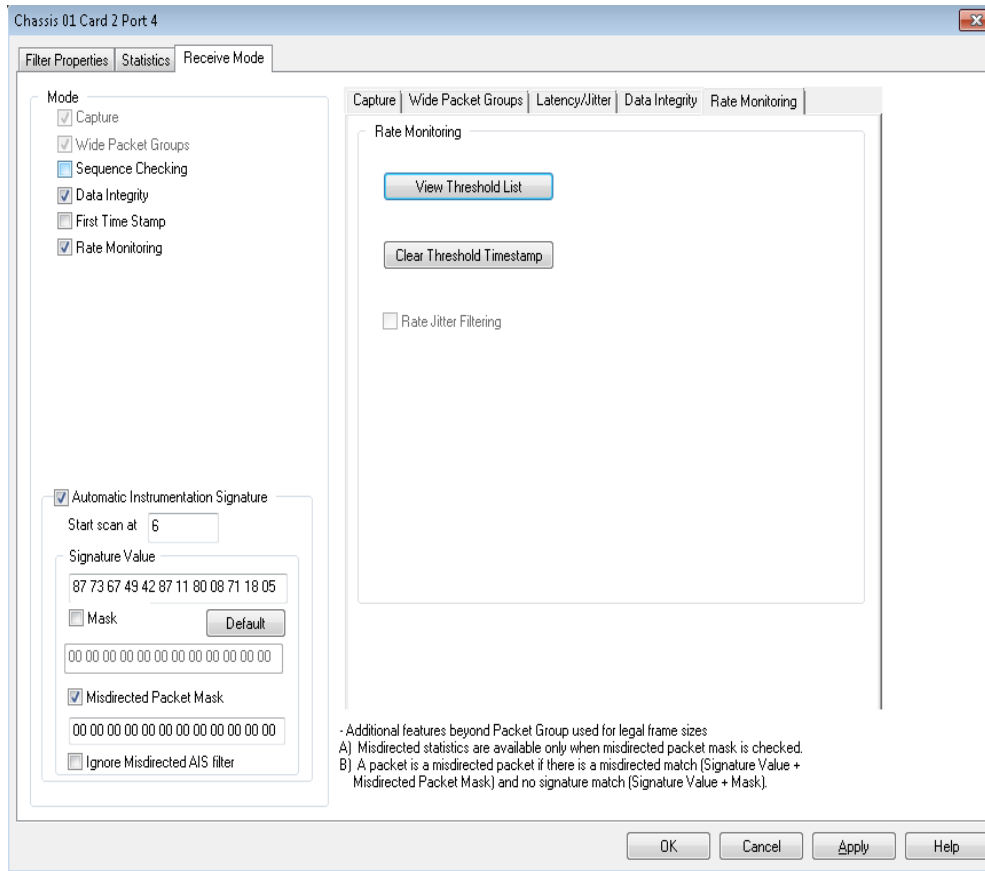 Chassis 01 Card 2 Port 4
Filter Properties Statistics Receive Mode
Mode
Capture
Wide Packet Groups
Sequence Checking
Data Integrity
First Time Stamp
Rate Monitoring
Automatic Instrumentation Signature
Start scan at 6
Signature Value
87 73 67 49 42 87 11 80 08 71 18 05
Mask
Default
00 00 00 00 00 00 00 00 00 00 00 00
Misdirected Packet Mask
00 00 00 00 00 00 00 00 00 00 00 00
Ignore Misdirected AIS filter
Capture Wide Packet Groups Latency/Jitter Data Integrity Rate Monitoring
Rate Monitoring
View Threshold List
Clear Threshold Timestamp
Rate Jitter Filtering
- Additional features beyond Packet Group used for legal frame sizes
A) Misdirected statistics are available only when misdirected packet mask is checked.
B) A packet is a misdirected packet if there is a misdirected match (Signature Value +
Misdirected Packet Mask) and no signature match (Signature Value + Mask).
OK Cancel Apply Help